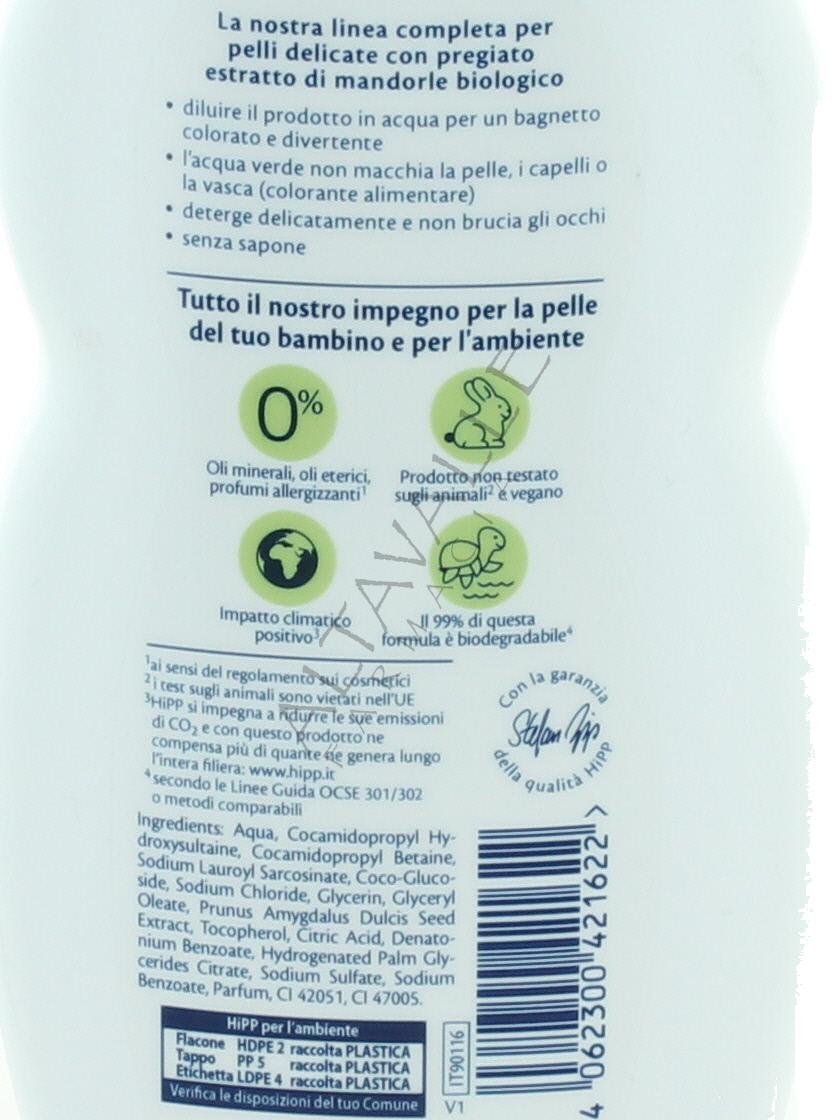 La nostra linea completa per
pelli delicate con pregiato
estratto di mandorle biologico
• diluire il prodotto in acqua per un bagnetto
colorato e divertente
• l'acqua verde non macchia la pelle, i capelli o
la vasca (colorante alimentare)
• deterge delicatamente e non brucia gli occhi
• senza sapone
Tutto il nostro impegno per la pelle
del tuo bambino e per l'ambiente
0%
Oli minerali, oli eterici,
profumi allergizzanti¹
Prodotto non testato
sugli animali² e vegano
Impatto climatico
positivo³
Il 99% di questa
formula è biodegradabile⁴
¹ai sensi del regolamento sui cosmetici
²i test sugli animali sono vietati nell'UE
³HiPP si impegna a ridurre le sue emissioni
di CO₂ e con questo prodotto ne
compensa più di quante ne genera lungo
l'intera filiera: www.hipp.it
⁴secondo le Linee Guida OCSE 301/302
o metodi comparabili
Con la garanzia
Stefan Hipp
della qualità HiPP
Ingredients: Aqua, Cocamidopropyl Hy-
droxysultaine, Cocamidopropyl Betaine,
Sodium Lauroyl Sarcosinate, Coco-Gluco-
side, Sodium Chloride, Glycerin, Glyceryl
Oleate, Prunus Amygdalus Dulcis Seed
Extract, Tocopherol, Citric Acid, Denato-
nium Benzoate, Hydrogenated Palm Gly-
cerides Citrate, Sodium Sulfate, Sodium
Benzoate, Parfum, CI 42051, CI 47005.
HiPP per l'ambiente
Flacone HDPE 2 raccolta PLASTICA
Tappo PP 5 raccolta PLASTICA
Etichetta LDPE 4 raccolta PLASTICA
Verifica le disposizioni del tuo Comune
IT90116
V1
4 062300 421622 >
ALTAVALLE
FARMACIA